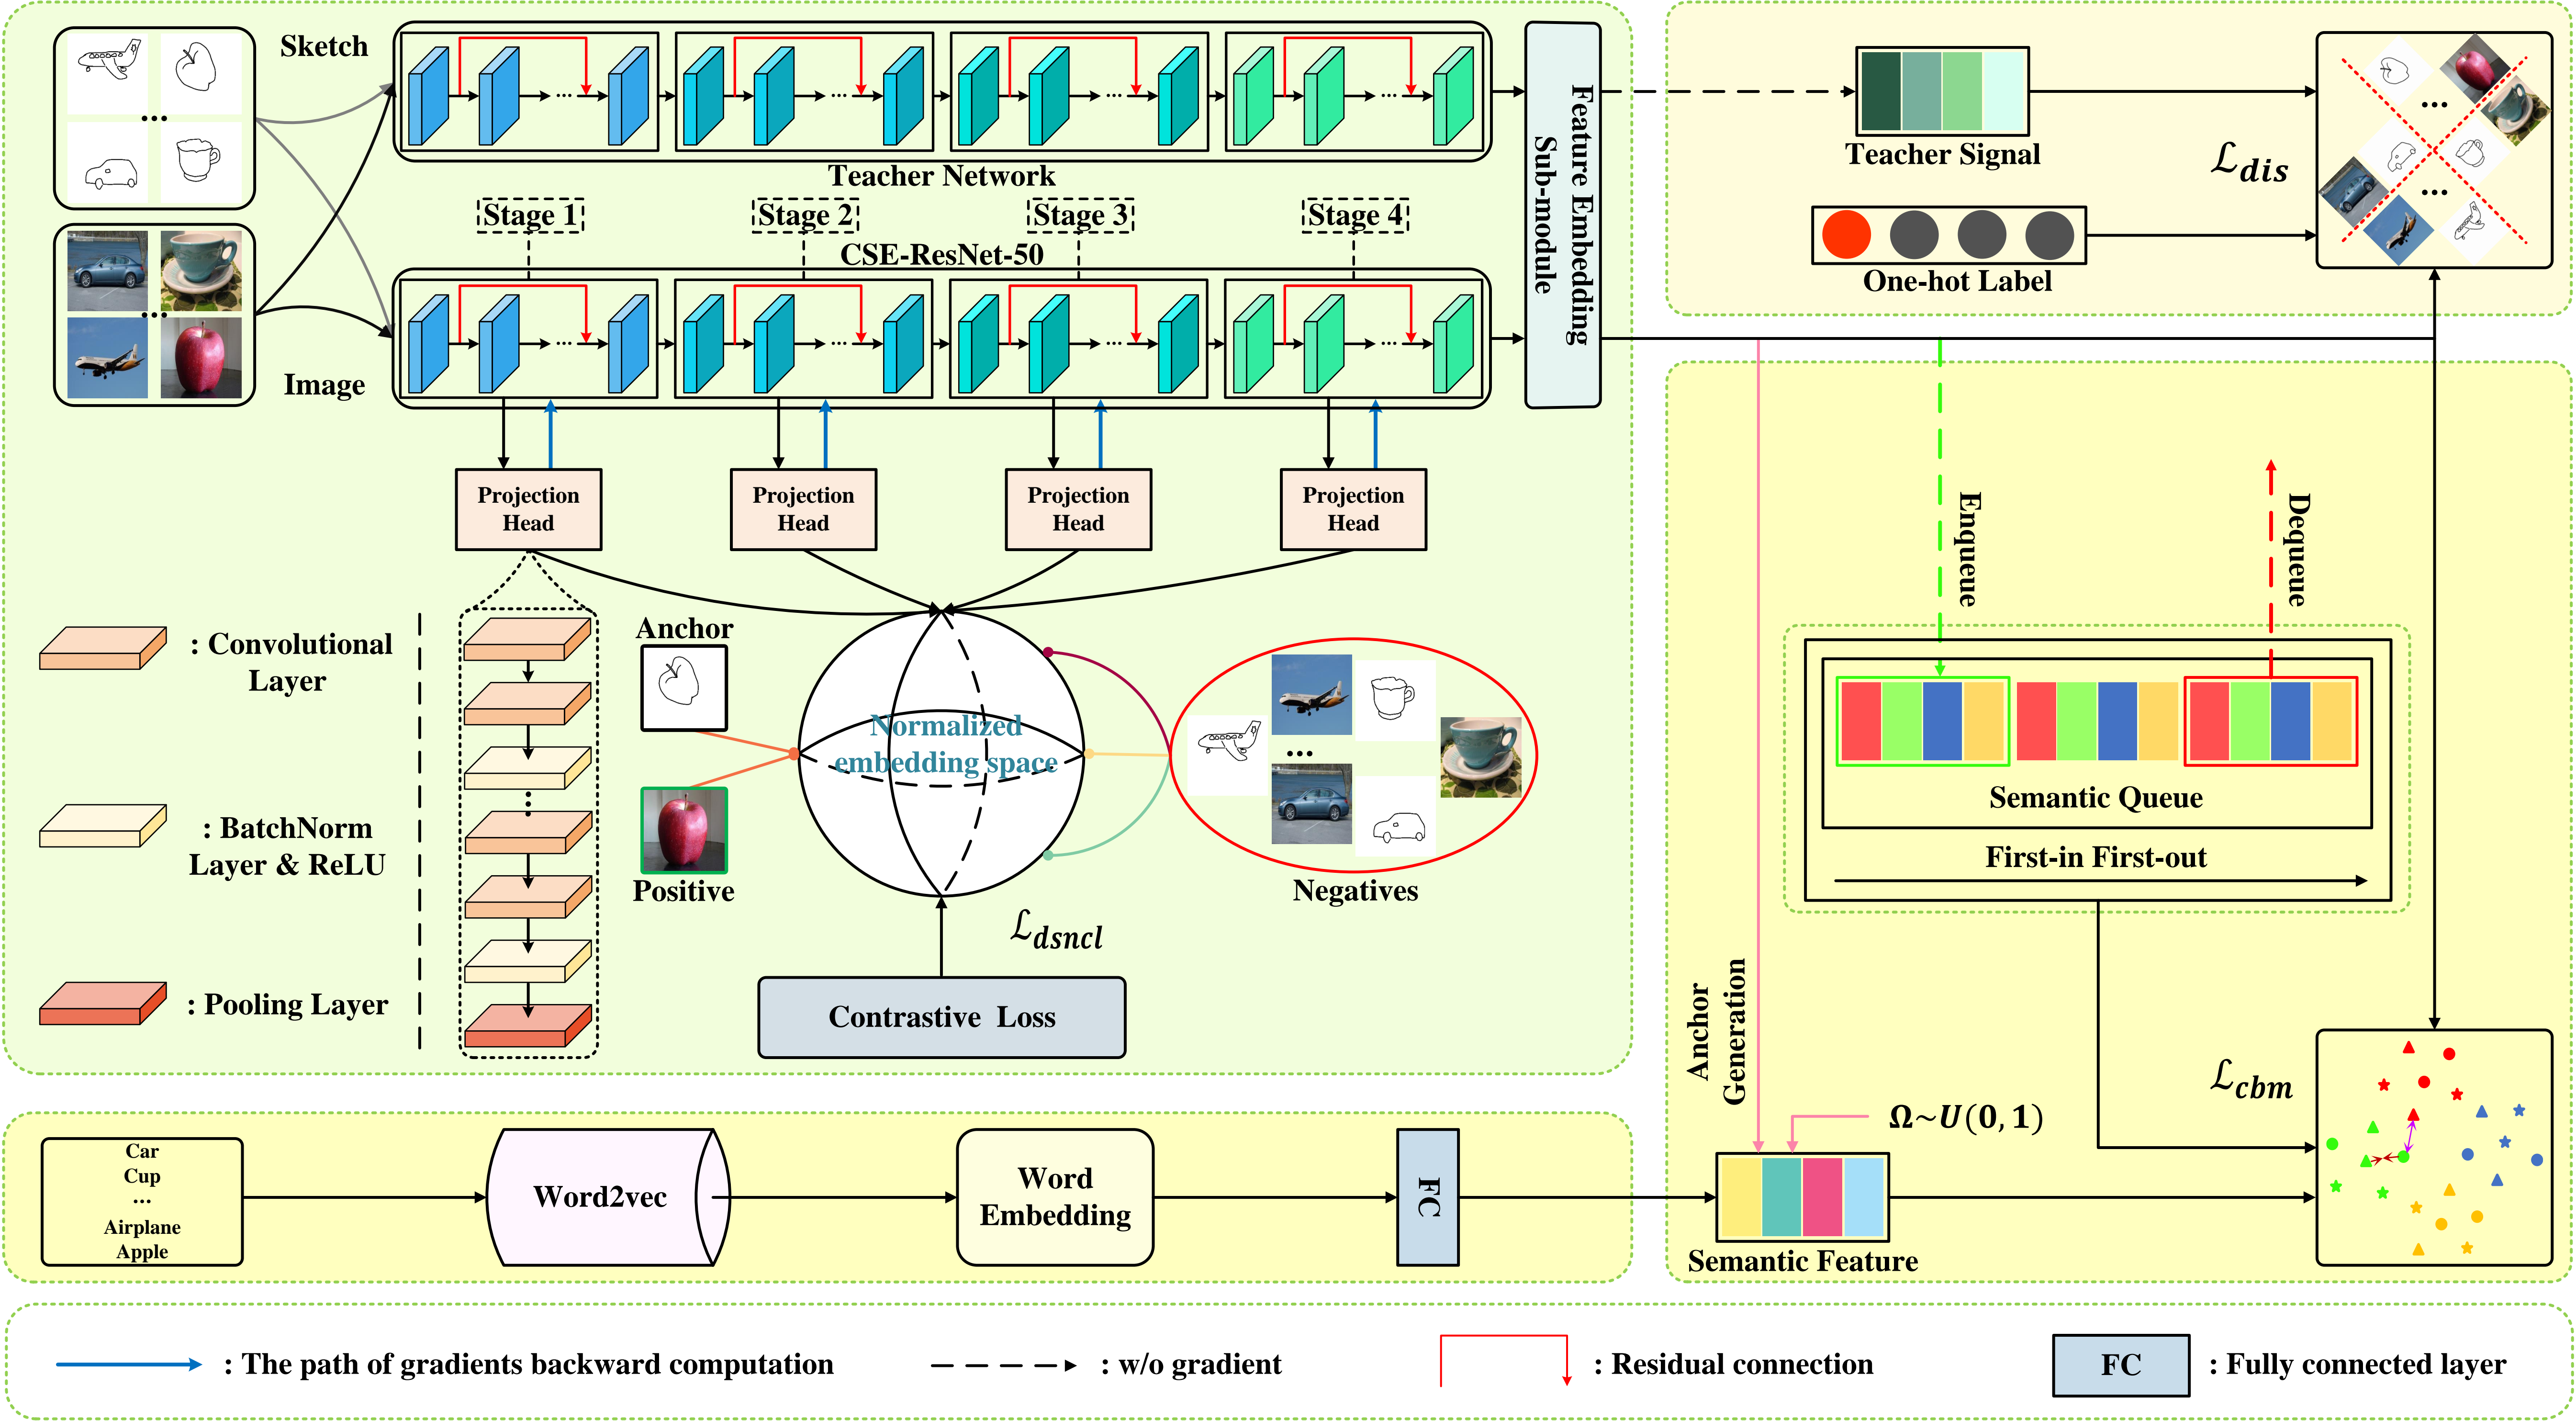 Sketch
Image
Teacher Network
Stage 1
Stage 2
Stage 3
Stage 4
CSE-ResNet-50
Feature Embedding
Sub-module
Projection
Head
Projection
Head
Projection
Head
Projection
Head
: Convolutional
Layer
: BatchNorm
Layer & ReLU
: Pooling Layer
Anchor
Positive
Normalized
embedding space
Negatives
ℒdsncl
Contrastive Loss
Teacher Signal
One-hot Label
ℒdis
Enqueue
Dequeue
Semantic Queue
First-in First-out
Anchor
Generation
ℒcbm
Ω~U(0, 1)
Semantic Feature
Car
Cup
...
Airplane
Apple
Word2vec
Word
Embedding
FC
: The path of gradients backward computation
: w/o gradient
: Residual connection
FC
: Fully connected layer